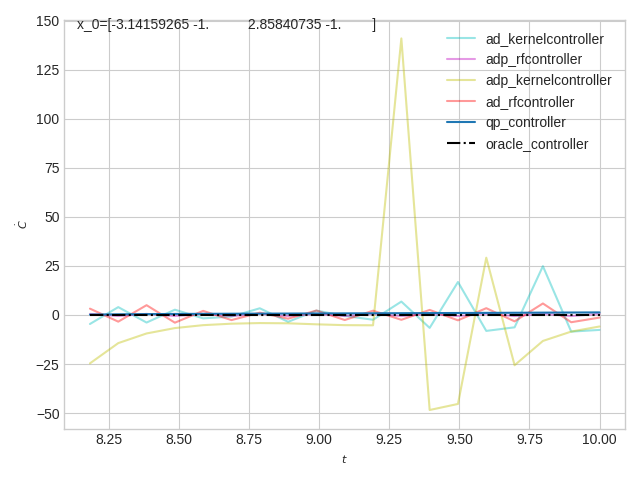 x_0=[-3.14159265 -1. 2.85840735 -1. ]
ad_kernelcontroller
adp_rfcontroller
adp_kernelcontroller
ad_rfcontroller
qp_controller
oracle_controller
150
125
100
75
50
25
0
−25
−50
Ċ
8.25 8.50 8.75 9.00 9.25 9.50 9.75 10.00
t